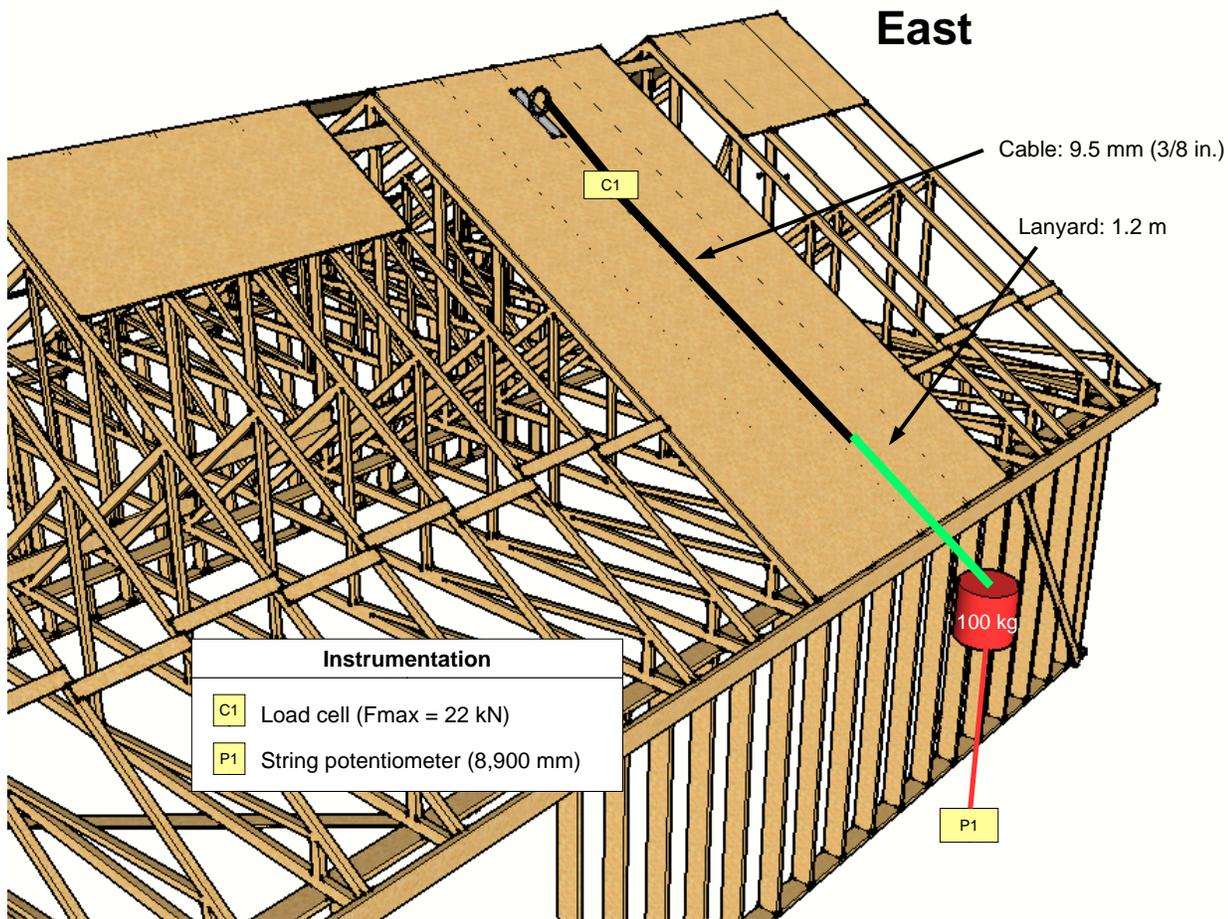 East
Cable: 9.5 mm (3/8 in.)
C1
Lanyard: 1.2 m
100 kg
Instrumentation
C1 Load cell (Fmax = 22 kN)
P1 String potentiometer (8,900 mm)
P1